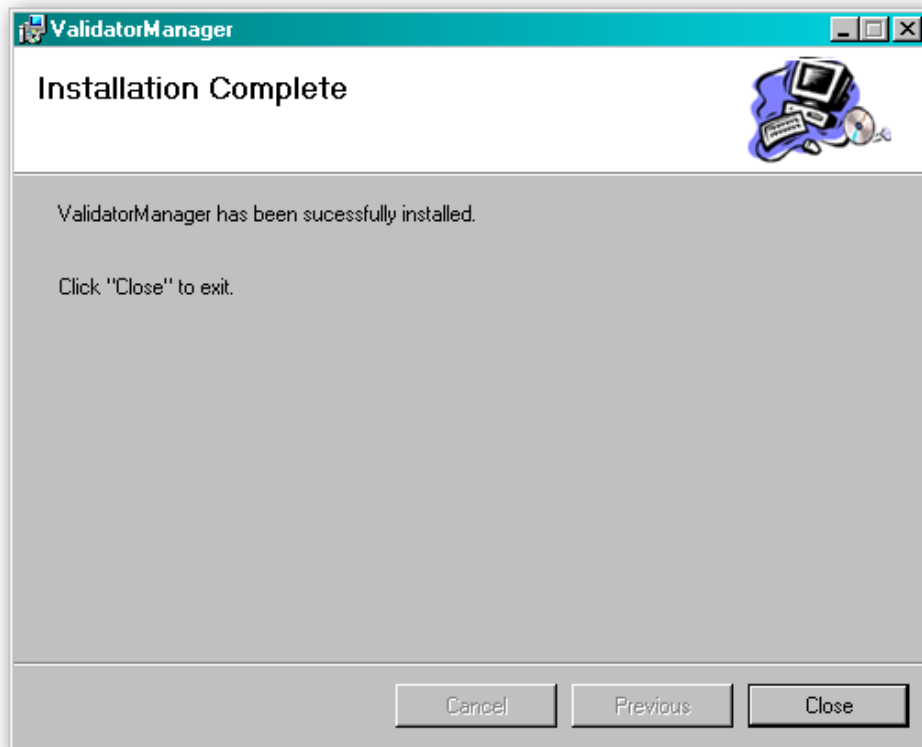 ValidatorManager
Installation Complete
ValidatorManager has been sucessfully installed.
Click "Close" to exit.
Cancel
Previous
Close